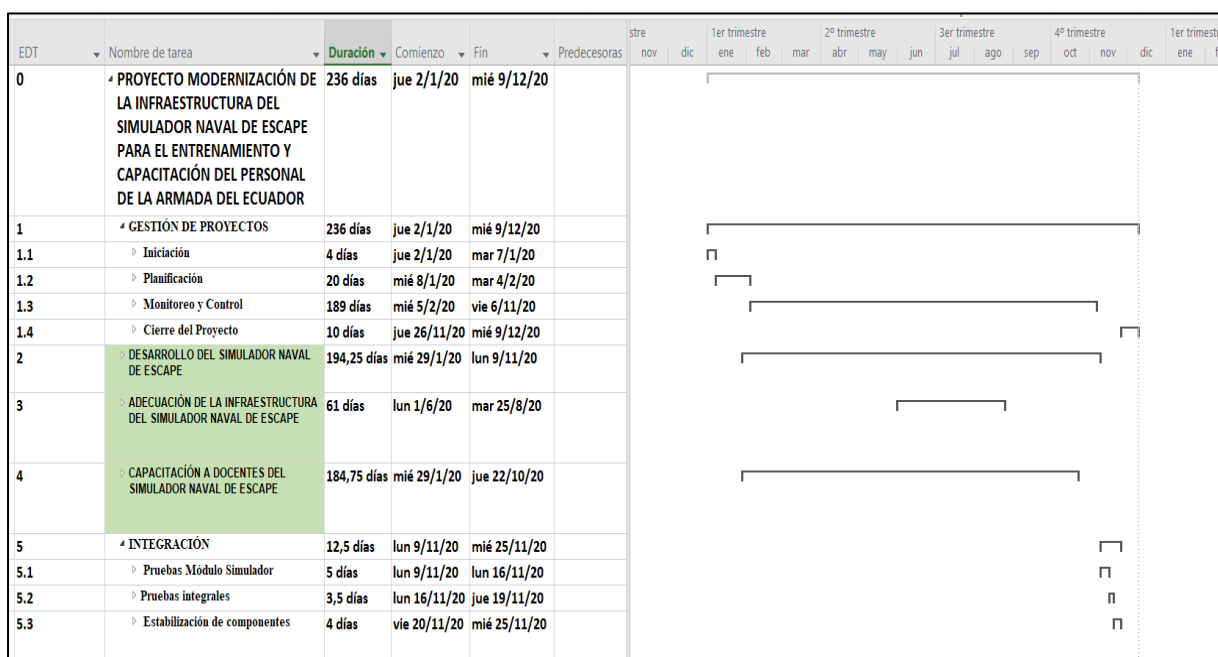 stre 1er trimestre 2º trimestre 3er trimestre 4º trimestre 1er trimestr
EDT Nombre de tarea Duración Comienzo Fin Predecesoras nov dic ene feb mar abr may jun jul ago sep oct nov dic ene f
0 PROYECTO MODERNIZACIÓN DE 236 días jue 2/1/20 mié 9/12/20
LA INFRAESTRUCTURA DEL
SIMULADOR NAVAL DE ESCAPE
PARA EL ENTRENAMIENTO Y
CAPACITACIÓN DEL PERSONAL
DE LA ARMADA DEL ECUADOR
1 GESTIÓN DE PROYECTOS 236 días jue 2/1/20 mié 9/12/20
1.1 Iniciación 4 días jue 2/1/20 mar 7/1/20
1.2 Planificación 20 días mié 8/1/20 mar 4/2/20
1.3 Monitoreo y Control 189 días mié 5/2/20 vie 6/11/20
1.4 Cierre del Proyecto 10 días jue 26/11/20 mié 9/12/20
2 DESARROLLO DEL SIMULADOR NAVAL 194,25 días mié 29/1/20 lun 9/11/20
DE ESCAPE
3 ADECUACIÓN DE LA INFRAESTRUCTURA 61 días lun 1/6/20 mar 25/8/20
DEL SIMULADOR NAVAL DE ESCAPE
4 CAPACITACIÓN A DOCENTES DEL 184,75 días mié 29/1/20 jue 22/10/20
SIMULADOR NAVAL DE ESCAPE
5 INTEGRACIÓN 12,5 días lun 9/11/20 mié 25/11/20
5.1 Pruebas Módulo Simulador 5 días lun 9/11/20 lun 16/11/20
5.2 Pruebas integrales 3,5 días lun 16/11/20 jue 19/11/20
5.3 Estabilización de componentes 4 días vie 20/11/20 mié 25/11/20